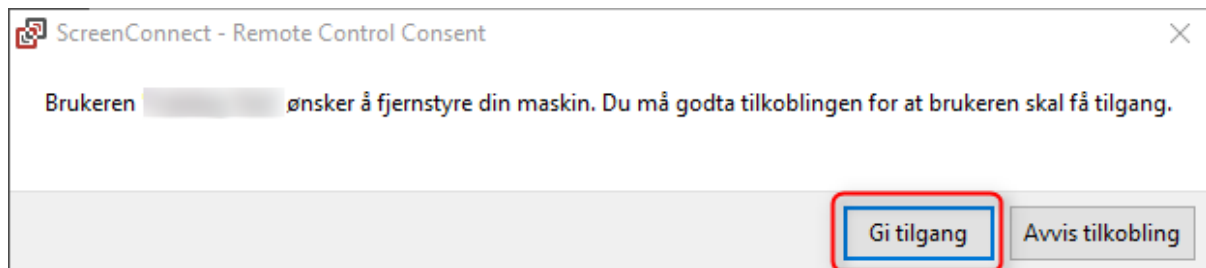 ScreenConnect - Remote Control Consent
Brukeren ønsker å fjernstyre din maskin. Du må godta tilkoblingen for at brukeren skal få tilgang.
Gi tilgang
Avvis tilkobling